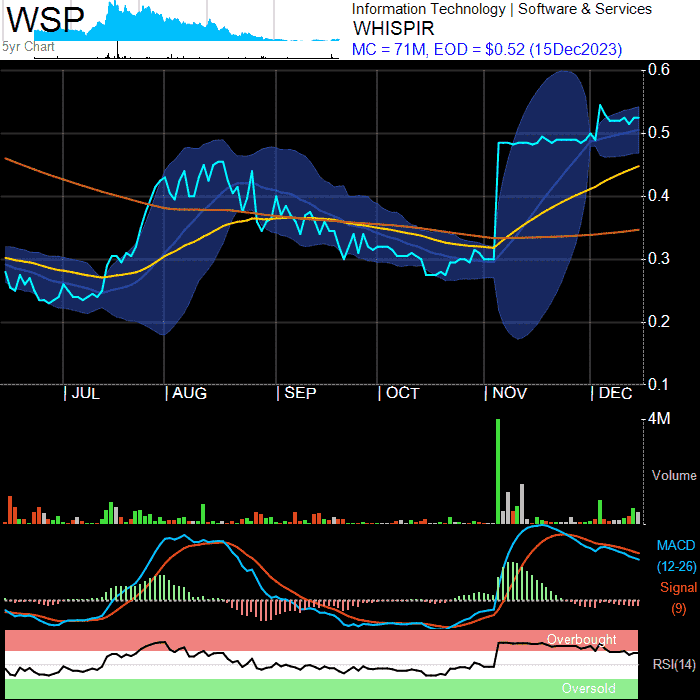 WSP
5yr Chart
Information Technology | Software & Services
WHISPIR
MC = 71M, EOD = $0.52 (15Dec2023)
0.6
0.5
0.4
0.3
0.2
0.1
| JUL | AUG | SEP | OCT | NOV | DEC
4M
Volume
MACD
(12-26)
Signal
(9)
Overbought
RSI(14)
Oversold